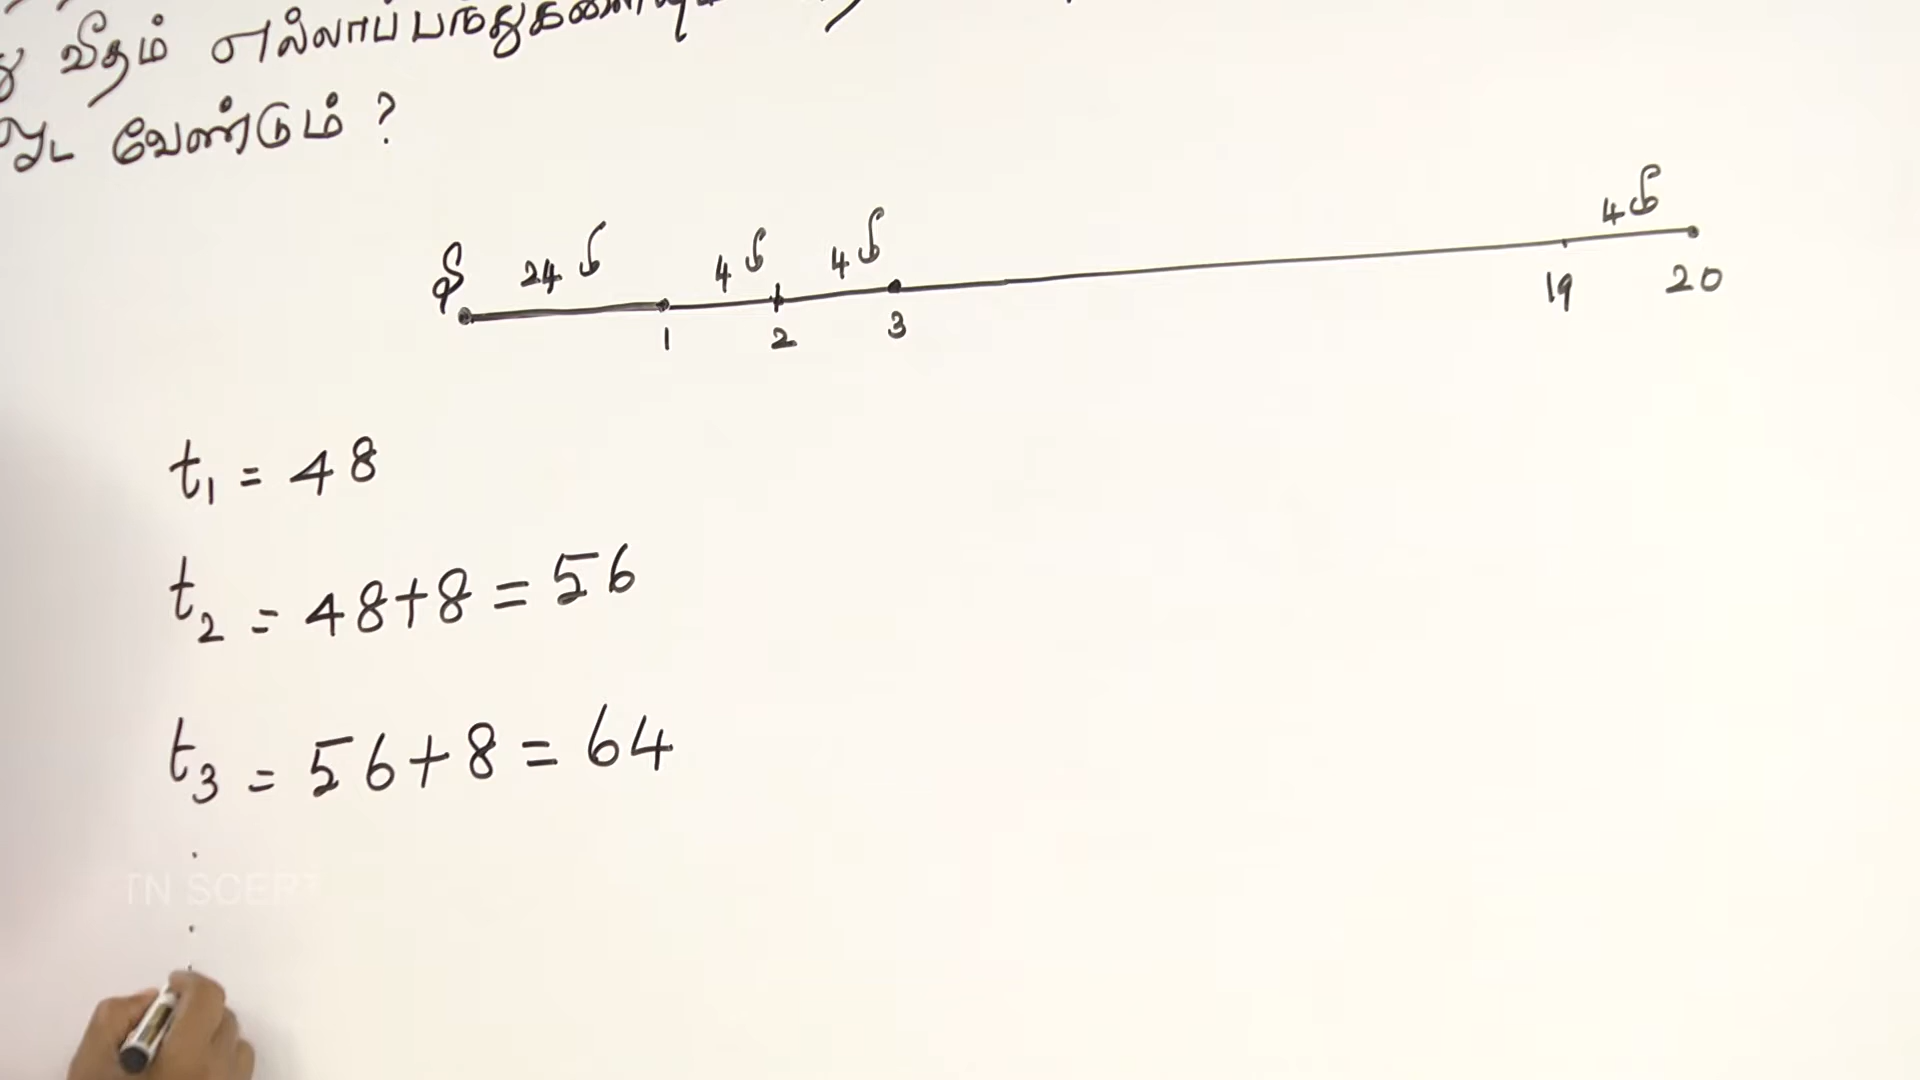 வீதம் எல்லாப்பந்துகளையும்
வேண்டும் ?
24 மீ 4 மீ 4 மீ 4 மீ
1 2 3 19 20
t₁ = 48
t₂ = 48+8 = 56
t₃ = 56+8 = 64
.
TN SCERT
.